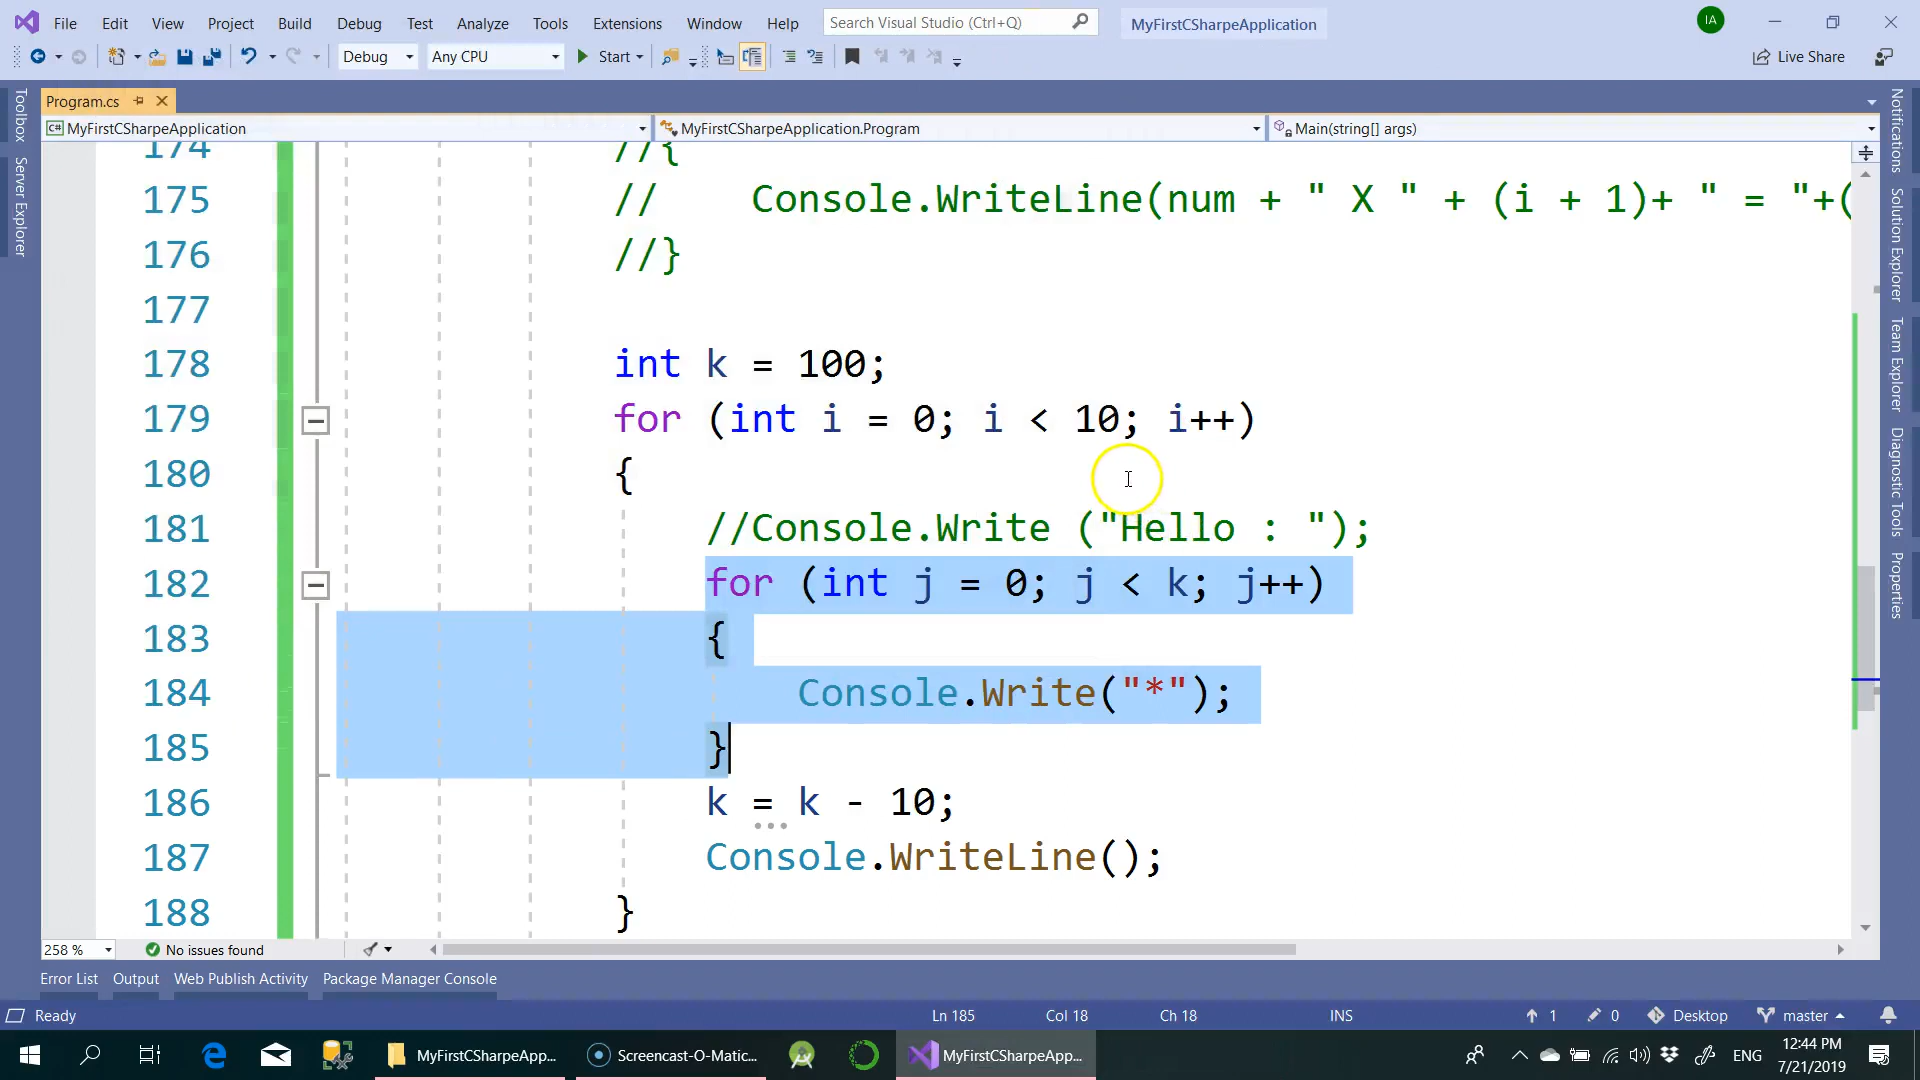 File Edit View Project Build Debug Test Analyze Tools Extensions Window Help Search Visual Studio (Ctrl+Q) MyFirstCSharpeApplication IA
Debug Any CPU Start Live Share
Program.cs
C# MyFirstCSharpeApplication MyFirstCSharpeApplication.Program Main(string[] args)
174 //{
175 // Console.WriteLine(num + " X " + (i + 1)+ " = "+(
176 //}
177
178 int k = 100;
179 for (int i = 0; i < 10; i++)
180 {
181 //Console.Write ("Hello : ");
182 for (int j = 0; j < k; j++)
183 {
184 Console.Write("*");
185 }
186 k = k - 10;
187 Console.WriteLine();
188 }
Toolbox
Server Explorer
Notifications
Solution Explorer
Team Explorer
Diagnostic Tools
Properties
258 % No issues found
Error List Output Web Publish Activity Package Manager Console
Ready Ln 185 Col 18 Ch 18 INS 1 0 Desktop master
MyFirstCSharpeApp... Screencast-O-Matic... MyFirstCSharpeApp... ENG 12:44 PM
7/21/2019